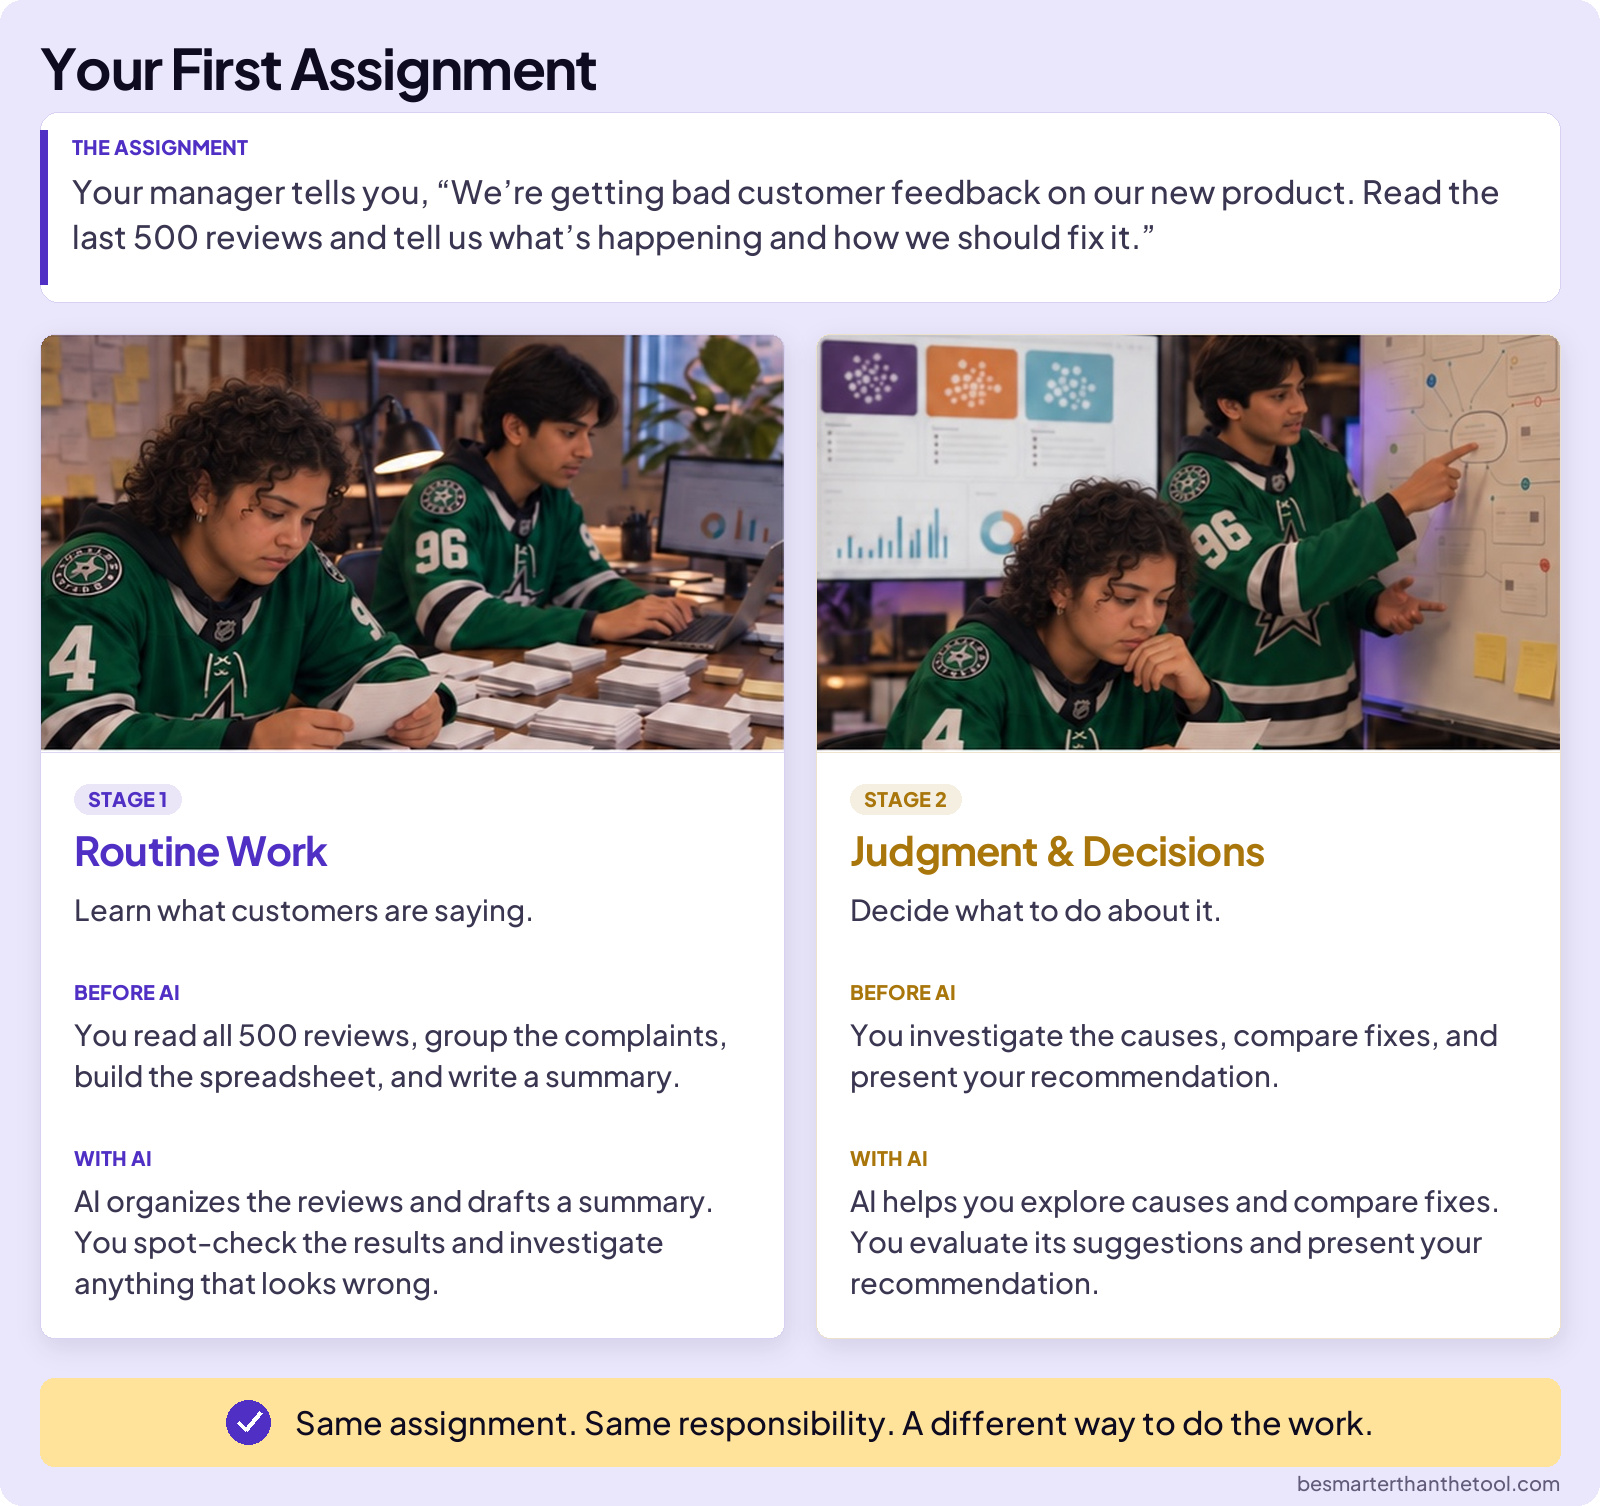 Your First Assignment
THE ASSIGNMENT
Your manager tells you, “We’re getting bad customer feedback on our new product. Read the
last 500 reviews and tell us what’s happening and how we should fix it.”
96
4
9
96
4
STAGE 1
Routine Work
Learn what customers are saying.
BEFORE AI
You read all 500 reviews, group the complaints,
build the spreadsheet, and write a summary.
WITH AI
AI organizes the reviews and drafts a summary.
You spot-check the results and investigate
anything that looks wrong.
STAGE 2
Judgment & Decisions
Decide what to do about it.
BEFORE AI
You investigate the causes, compare fixes, and
present your recommendation.
WITH AI
AI helps you explore causes and compare fixes.
You evaluate its suggestions and present your
recommendation.
Same assignment. Same responsibility. A different way to do the work.
besmarterthanthetool.com